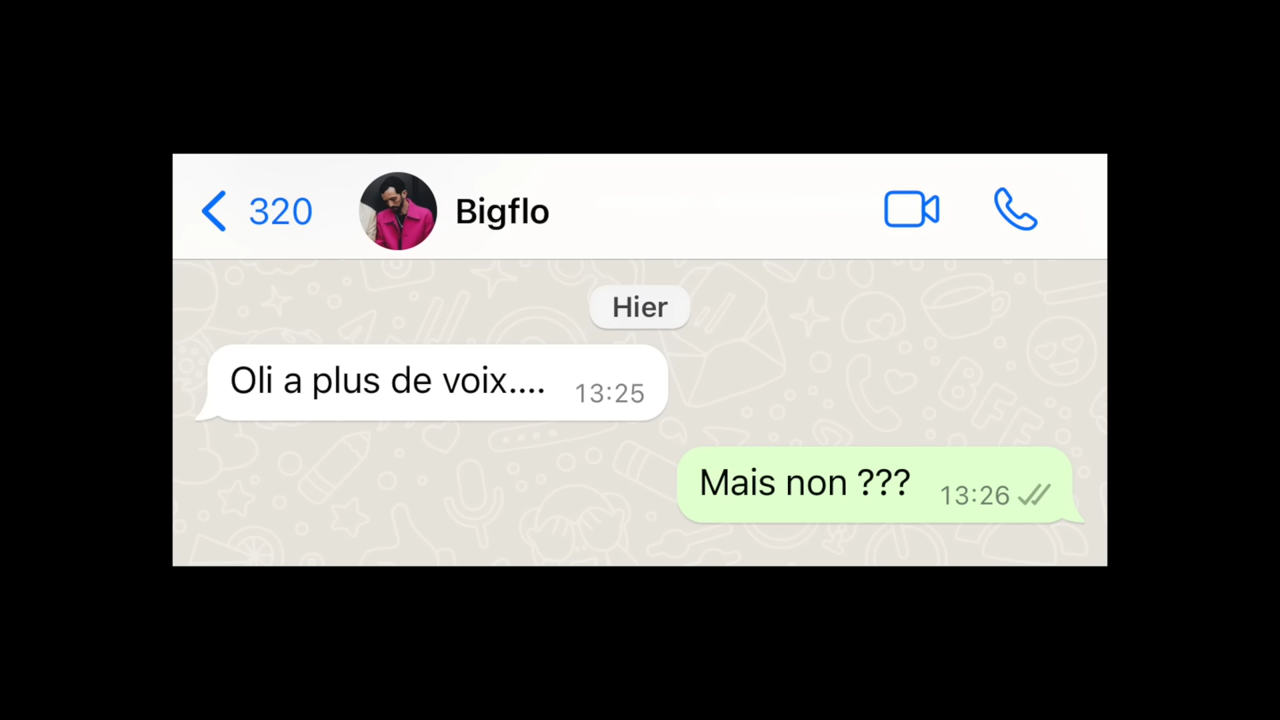 320 Bigflo
Hier
Oli a plus de voix.... 13:25
Mais non ??? 13:26